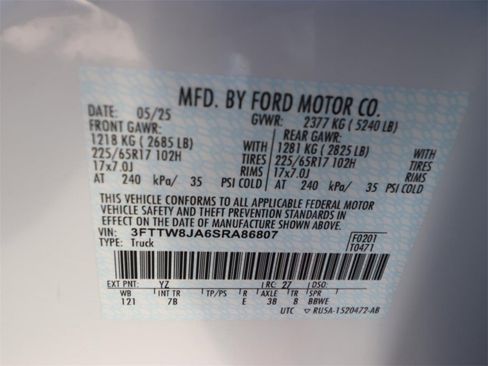 MFD. BY FORD MOTOR CO.
DATE: 05/25 GVWR: 2377 KG ( 5240 LB)
FRONT GAWR: REAR GAWR:
1218 KG ( 2685 LB) 1281 KG ( 2825 LB)
225/65R17 102H TIRES 225/65R17 102H TIRES
17x7.0J RIMS 17x7.0J RIMS
AT 240 kPa/ 35 PSI COLD AT 240 kPa/ 35 PSI COLD
THIS VEHICLE CONFORMS TO ALL APPLICABLE FEDERAL MOTOR
VEHICLE SAFETY AND THEFT PREVENTION STANDARDS IN
EFFECT ON THE DATE OF MANUFACTURE SHOWN ABOVE.
VIN: 3FTTW8JA6SRA86807 F0201
TYPE: Truck T0471
EXT PNT: YZ RC: 27 DSO:
WB INT TR TP/PS R AXLE TR SPR
121 7B E 38 8 BBWE
UTC ▽ RU5A-1520472-AB